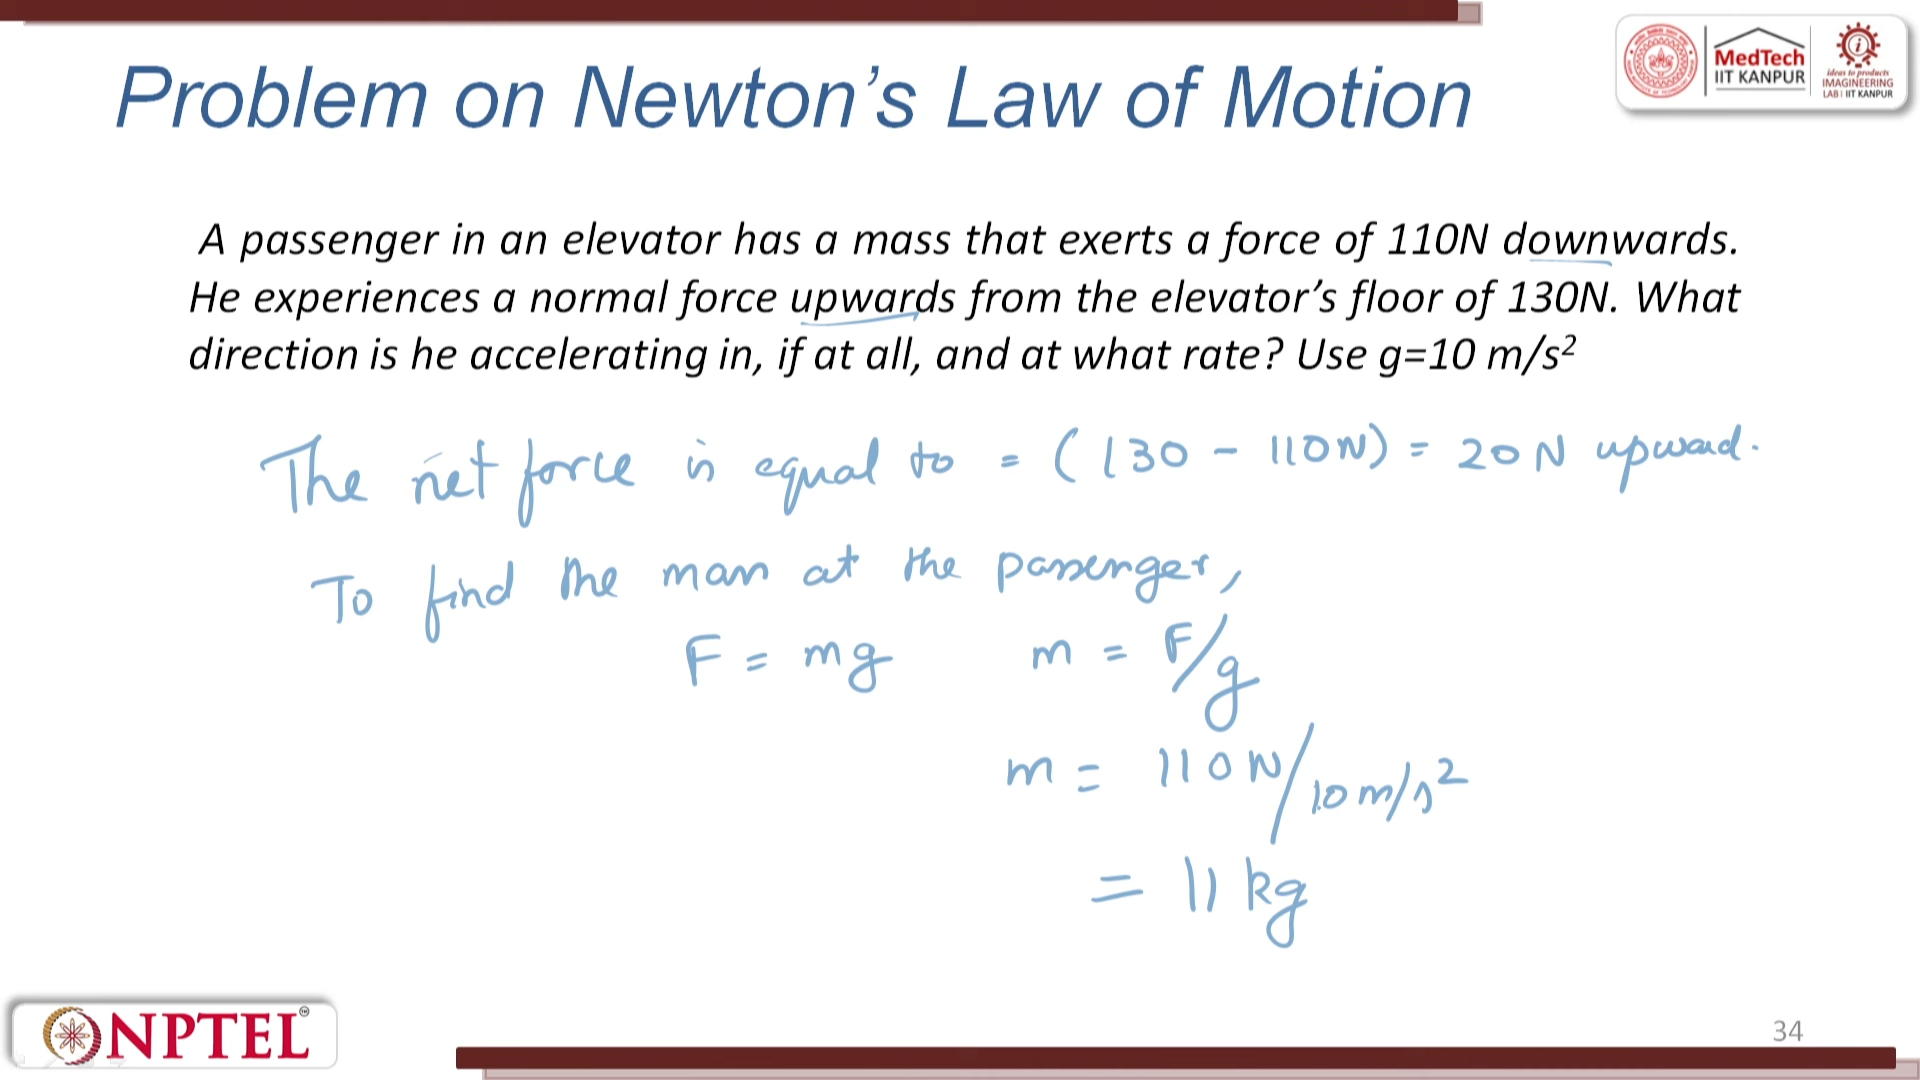 Problem on Newton's Law of Motion
MedTech
IIT KANPUR
ideas to products
IMAGINEERING
LAB | IIT KANPUR
A passenger in an elevator has a mass that exerts a force of 110N downwards.
He experiences a normal force upwards from the elevator's floor of 130N. What
direction is he accelerating in, if at all, and at what rate? Use g=10 m/s²
The net force is equal to = (130 - 110N) = 20N upward.
To find the mass at the passenger,
F = mg m = F/g
m = 110N/10m/s²
= 11 kg
NPTEL
34